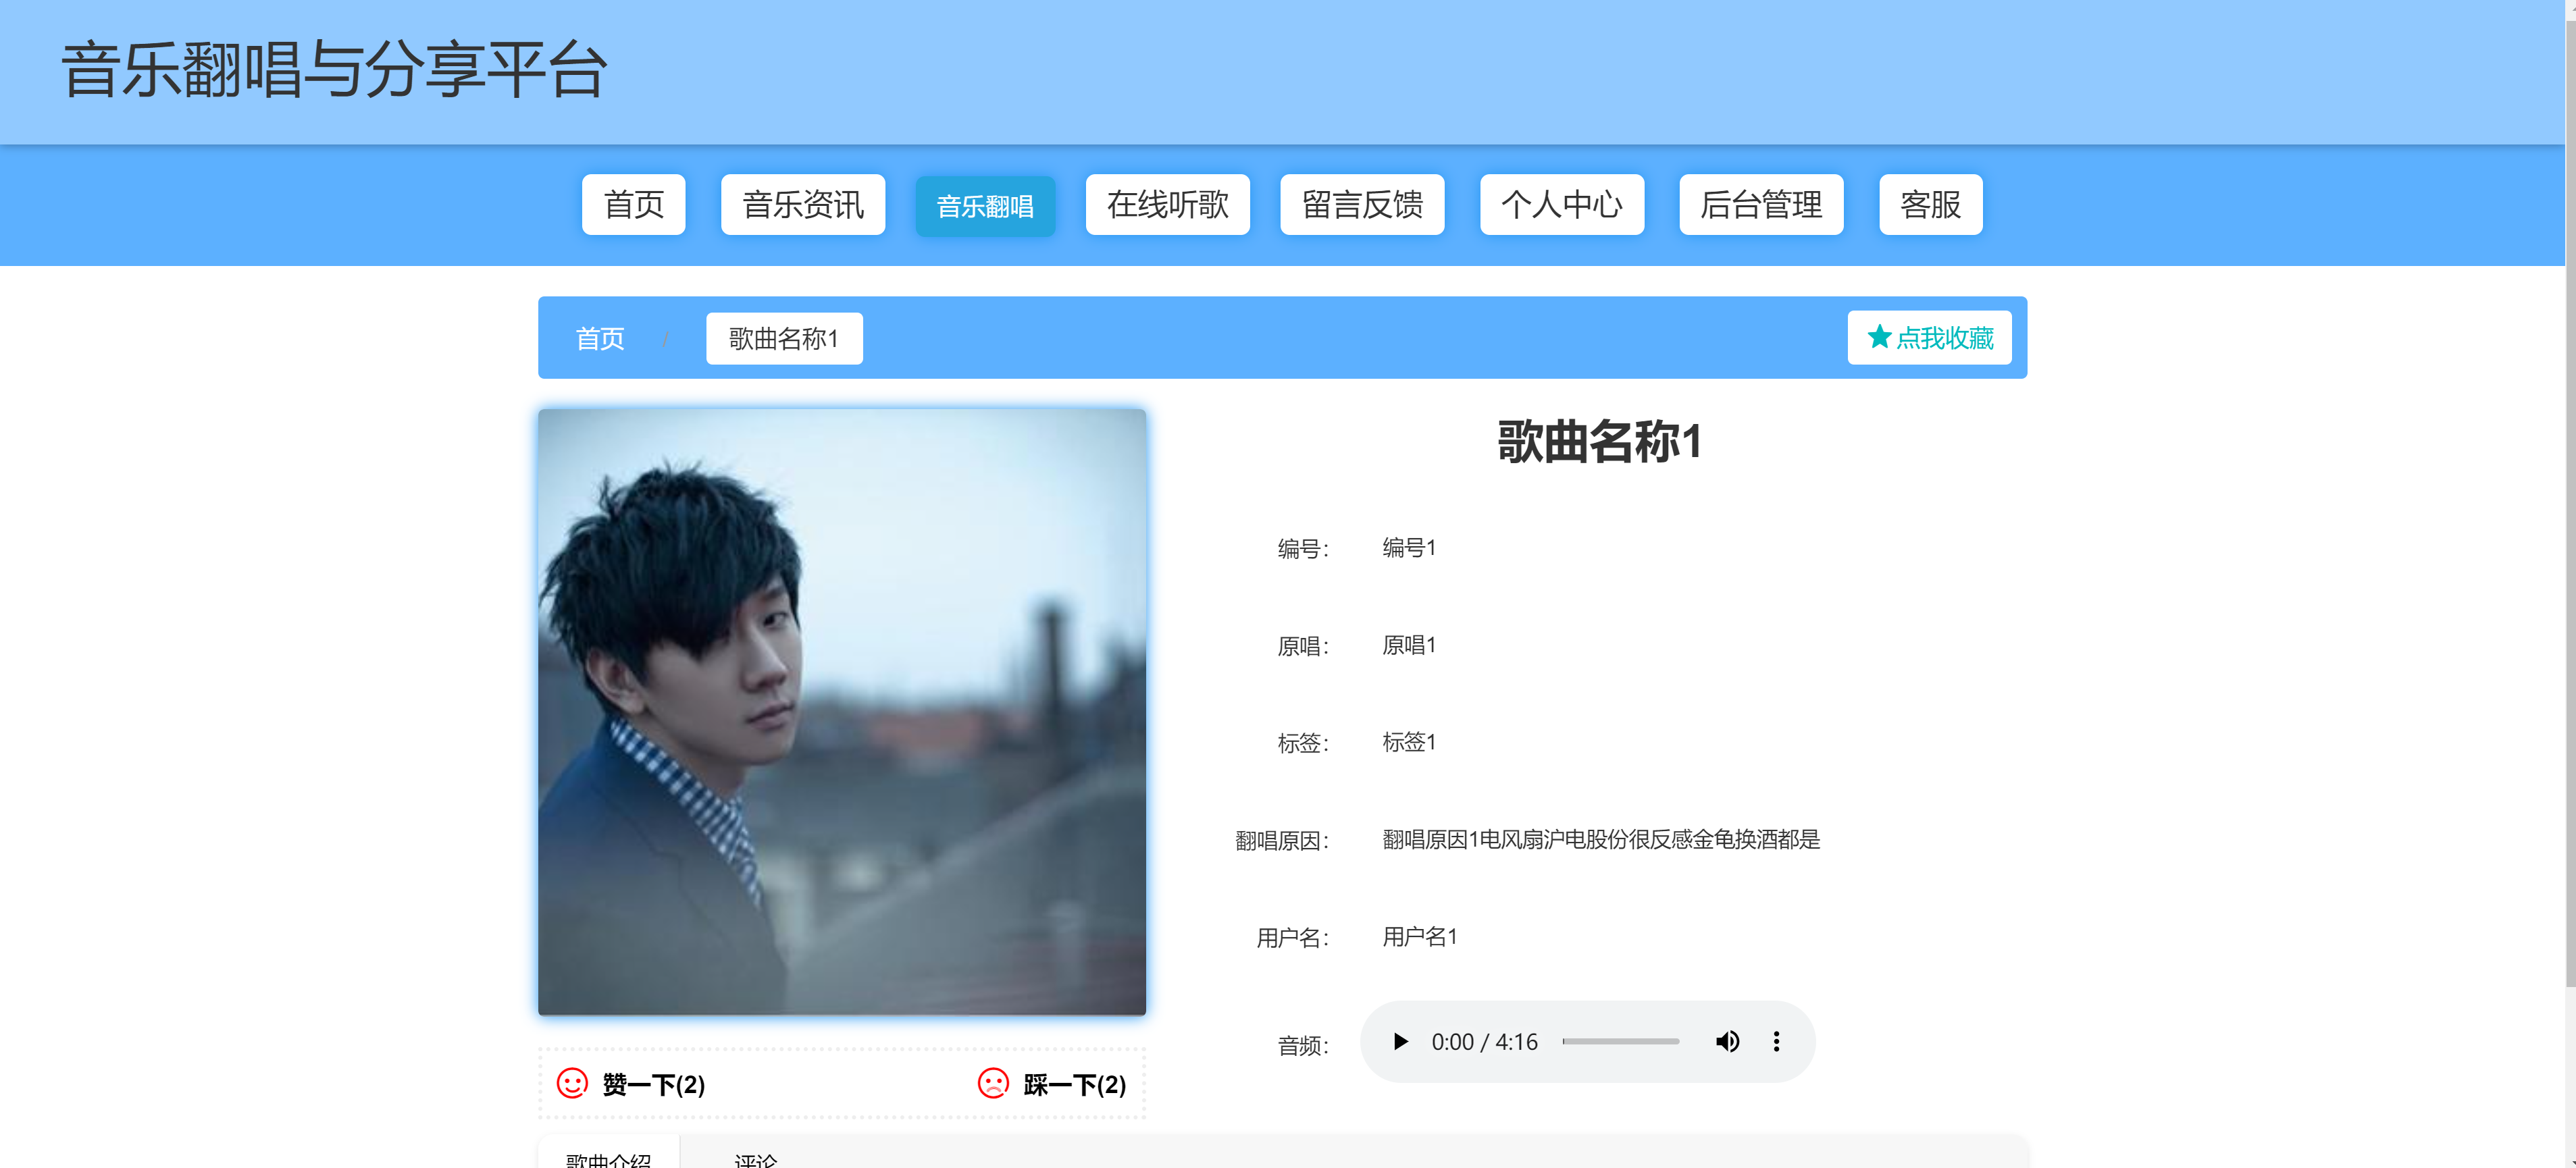 音乐翻唱与分享平台
首页 音乐资讯 音乐翻唱 在线听歌 留言反馈 个人中心 后台管理 客服
首页 / 歌曲名称1 点我收藏
歌曲名称1
编号： 编号1
原唱： 原唱1
标签： 标签1
翻唱原因： 翻唱原因1电风扇沪电股份很反感金龟换酒都是
用户名： 用户名1
音频： 0:00 / 4:16
赞一下(2) 踩一下(2)
歌曲介绍 评论